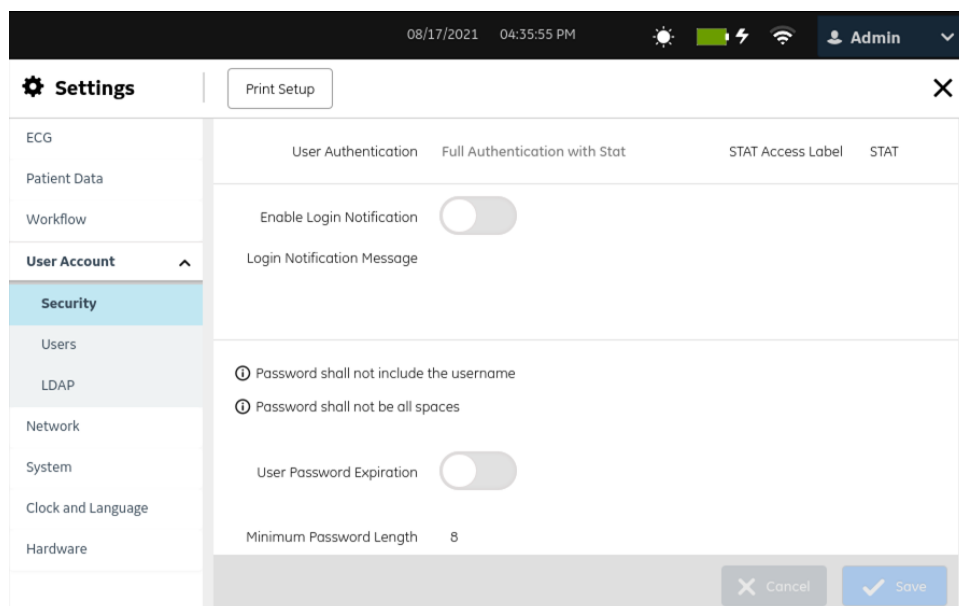 08/17/2021 04:35:55 PM Admin
Settings Print Setup
ECG
Patient Data
Workflow
User Account
Security
Users
LDAP
Network
System
Clock and Language
Hardware
User Authentication Full Authentication with Stat STAT Access Label STAT
Enable Login Notification
Login Notification Message
Password shall not include the username
Password shall not be all spaces
User Password Expiration
Minimum Password Length 8
Cancel Save